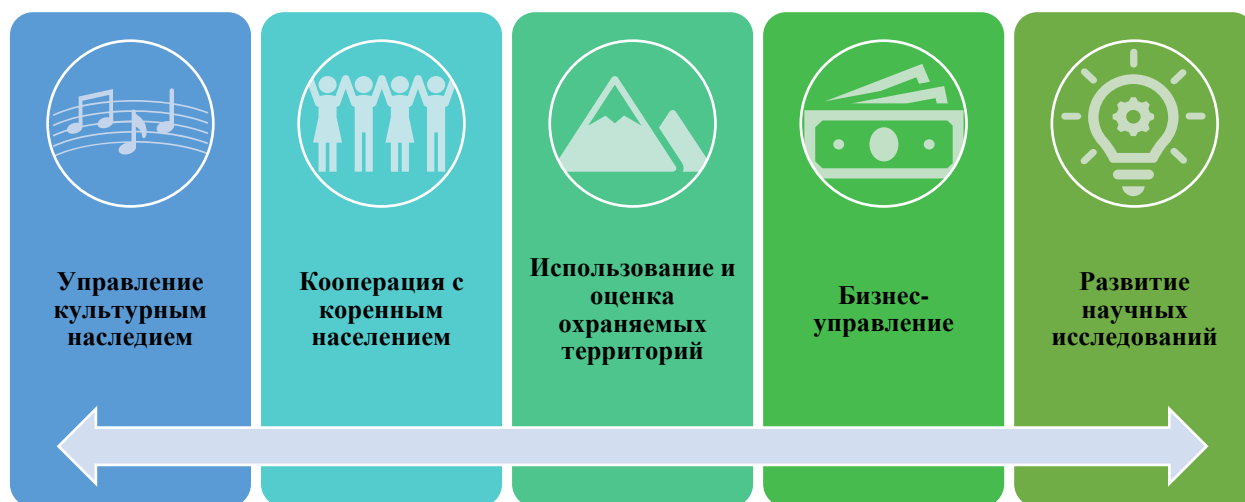 Управление
культурным
наследием
Кооперация с
коренным
населением
Использование и
оценка
охраняемых
территорий
Бизнес-
управление
Развитие
научных
исследований